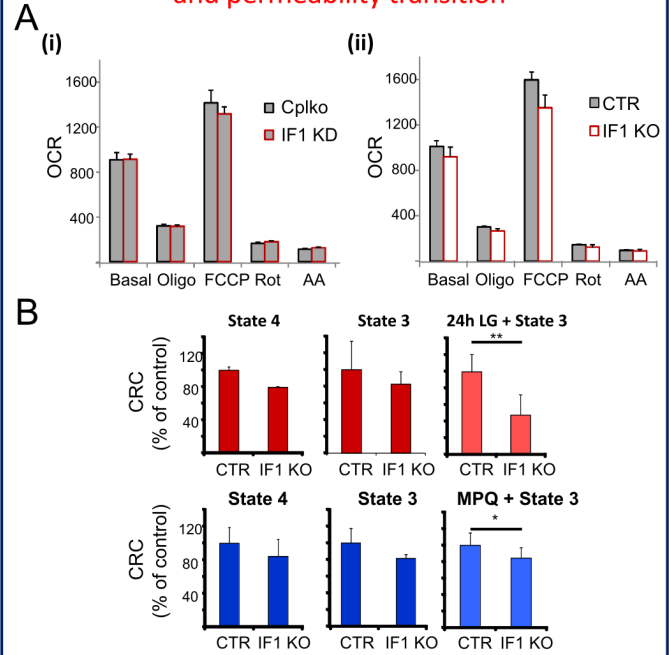 and permeability transition
A
(i)
(ii)
1600
1200
800
400
OCR
Cplko
IF1 KD
Basal Oligo FCCP Rot AA
1600
1200
800
400
OCR
CTR
IF1 KO
Basal Oligo FCCP Rot AA
B
State 4
State 3
24h LG + State 3
CRC
(% of control)
120
80
40
**
CTR IF1 KO
CTR IF1 KO
CTR IF1 KO
State 4
State 3
MPQ + State 3
CRC
(% of control)
120
80
40
*
CTR IF1 KO
CTR IF1 KO
CTR IF1 KO